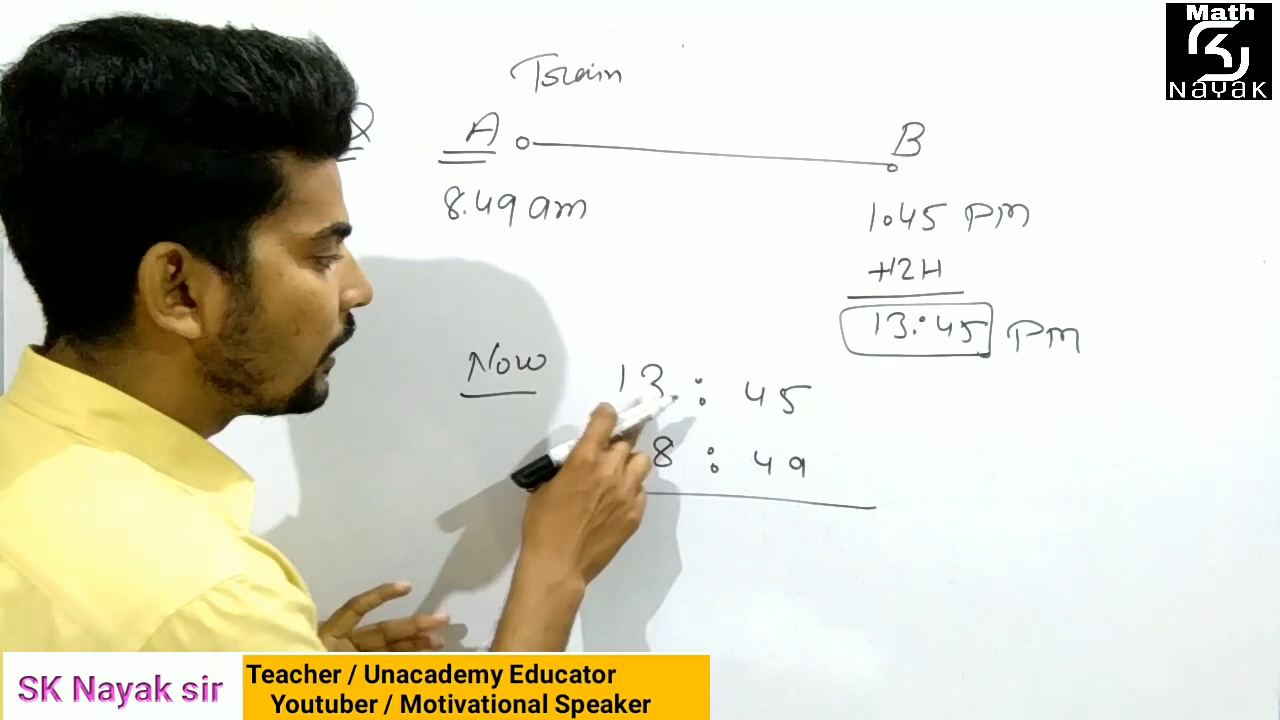 Math
NAYAK
Train
Q A B
8.49 am 1.45 PM
+12H
13:45 PM
Now 13 : 45
8 : 49
SK Nayak sir
Teacher / Unacademy Educator
Youtuber / Motivational Speaker